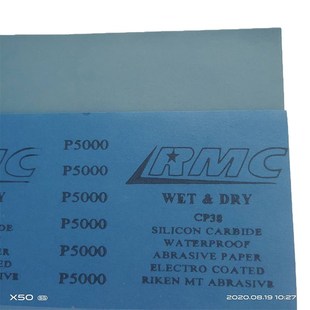 P5000
RMC
P5000
WET & DRY
P5000
CP38
SILICON CARBIDE
P5000
WATERPROOF
ABRASIVE PAPER
P5000
ELECTRO COATED
P5000
RIKEN MT ABRASIVE
X50
2020.08.19 10:27